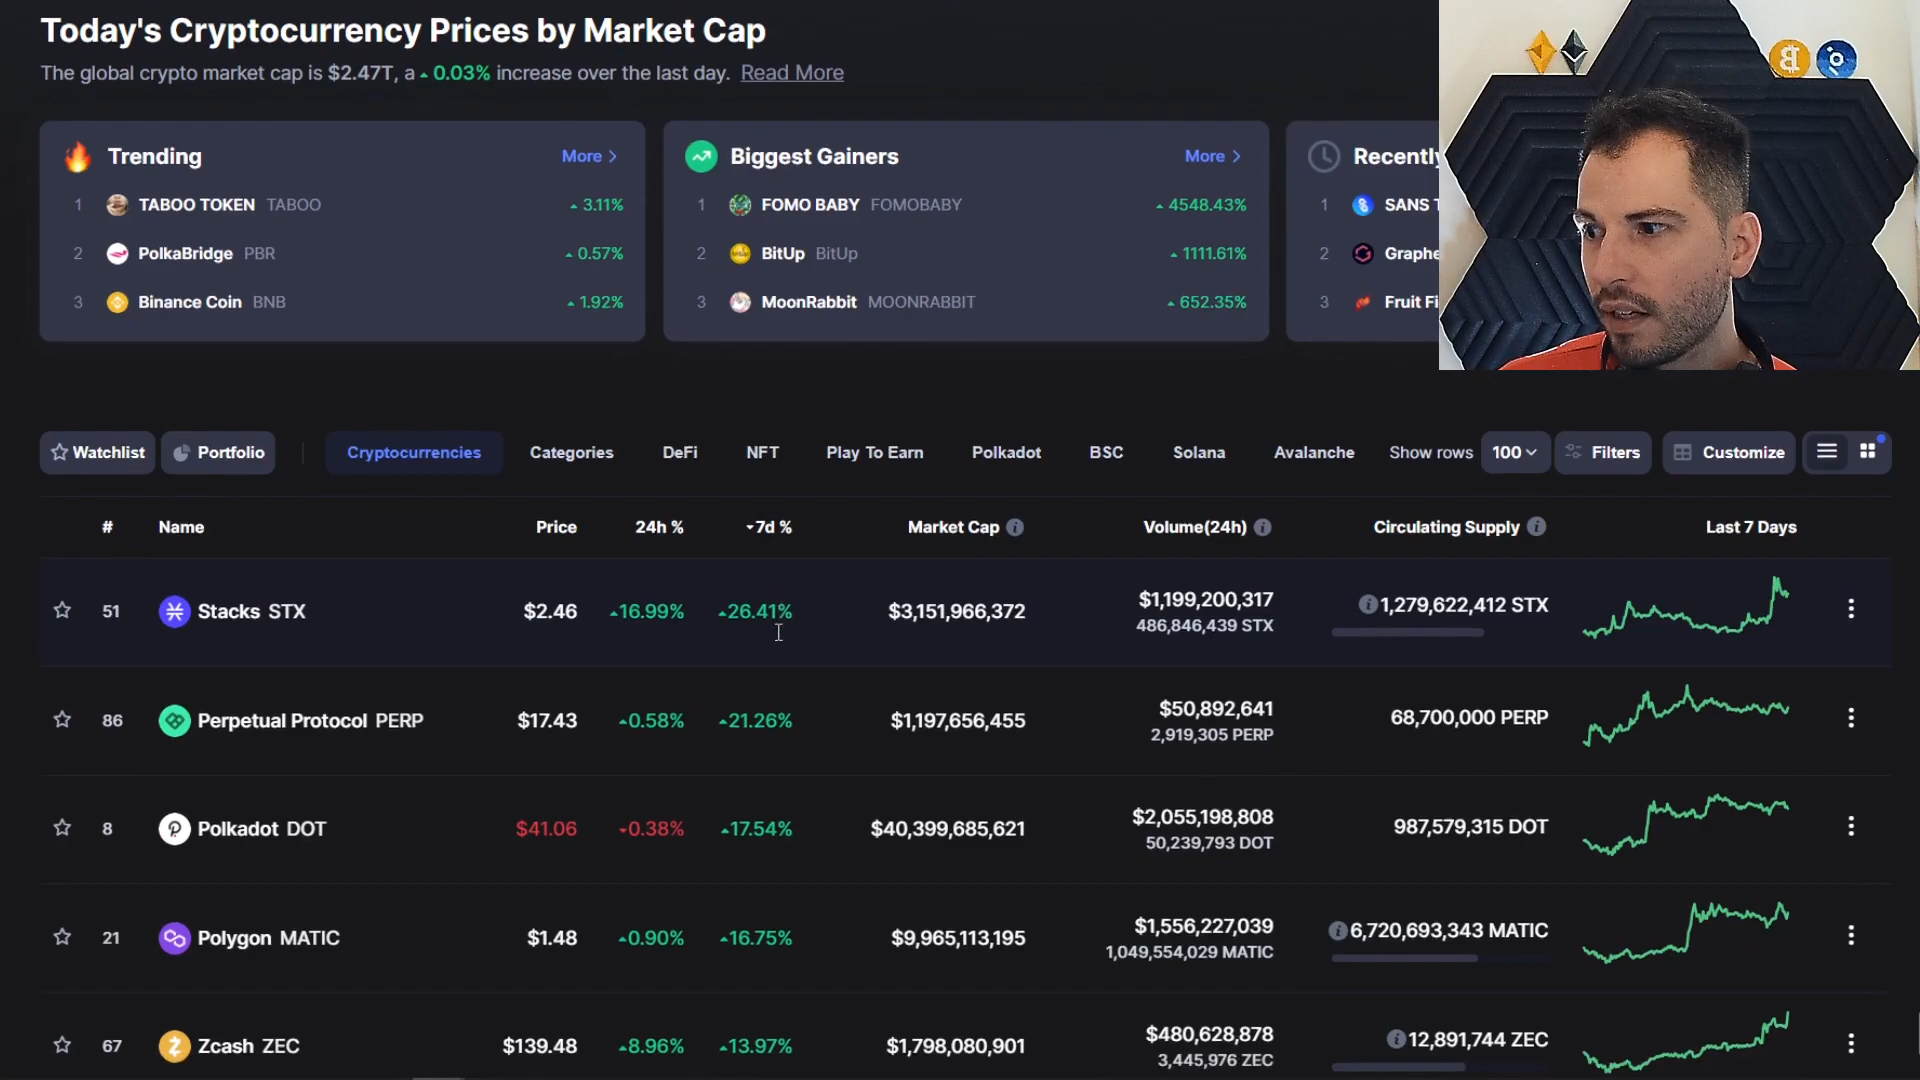 Today's Cryptocurrency Prices by Market Cap
The global crypto market cap is $2.47T, a 0.03% increase over the last day. Read More
Trending More
1 TABOO TOKEN TABOO 3.11%
2 PolkaBridge PBR 0.57%
3 Binance Coin BNB 1.92%
Biggest Gainers More
1 FOMO BABY FOMOBABY 4548.43%
2 BitUp BitUp 1111.61%
3 MoonRabbit MOONRABBIT 652.35%
Recently
1 SANS T
2 Graphe
3 Fruit Fi
Watchlist Portfolio Cryptocurrencies Categories DeFi NFT Play To Earn Polkadot BSC Solana Avalanche Show rows 100 Filters Customize
# Name Price 24h % 7d % Market Cap Volume(24h) Circulating Supply Last 7 Days
51 Stacks STX $2.46 16.99% 26.41% $3,151,966,372 $1,199,200,317 1,279,622,412 STX
486,846,439 STX
86 Perpetual Protocol PERP $17.43 0.58% 21.26% $1,197,656,455 $50,892,641 68,700,000 PERP
2,919,305 PERP
8 Polkadot DOT $41.06 0.38% 17.54% $40,399,685,621 $2,055,198,808 987,579,315 DOT
50,239,793 DOT
21 Polygon MATIC $1.48 0.90% 16.75% $9,965,113,195 $1,556,227,039 6,720,693,343 MATIC
1,049,554,029 MATIC
67 Zcash ZEC $139.48 8.96% 13.97% $1,798,080,901 $480,628,878 12,891,744 ZEC
3,445,976 ZEC